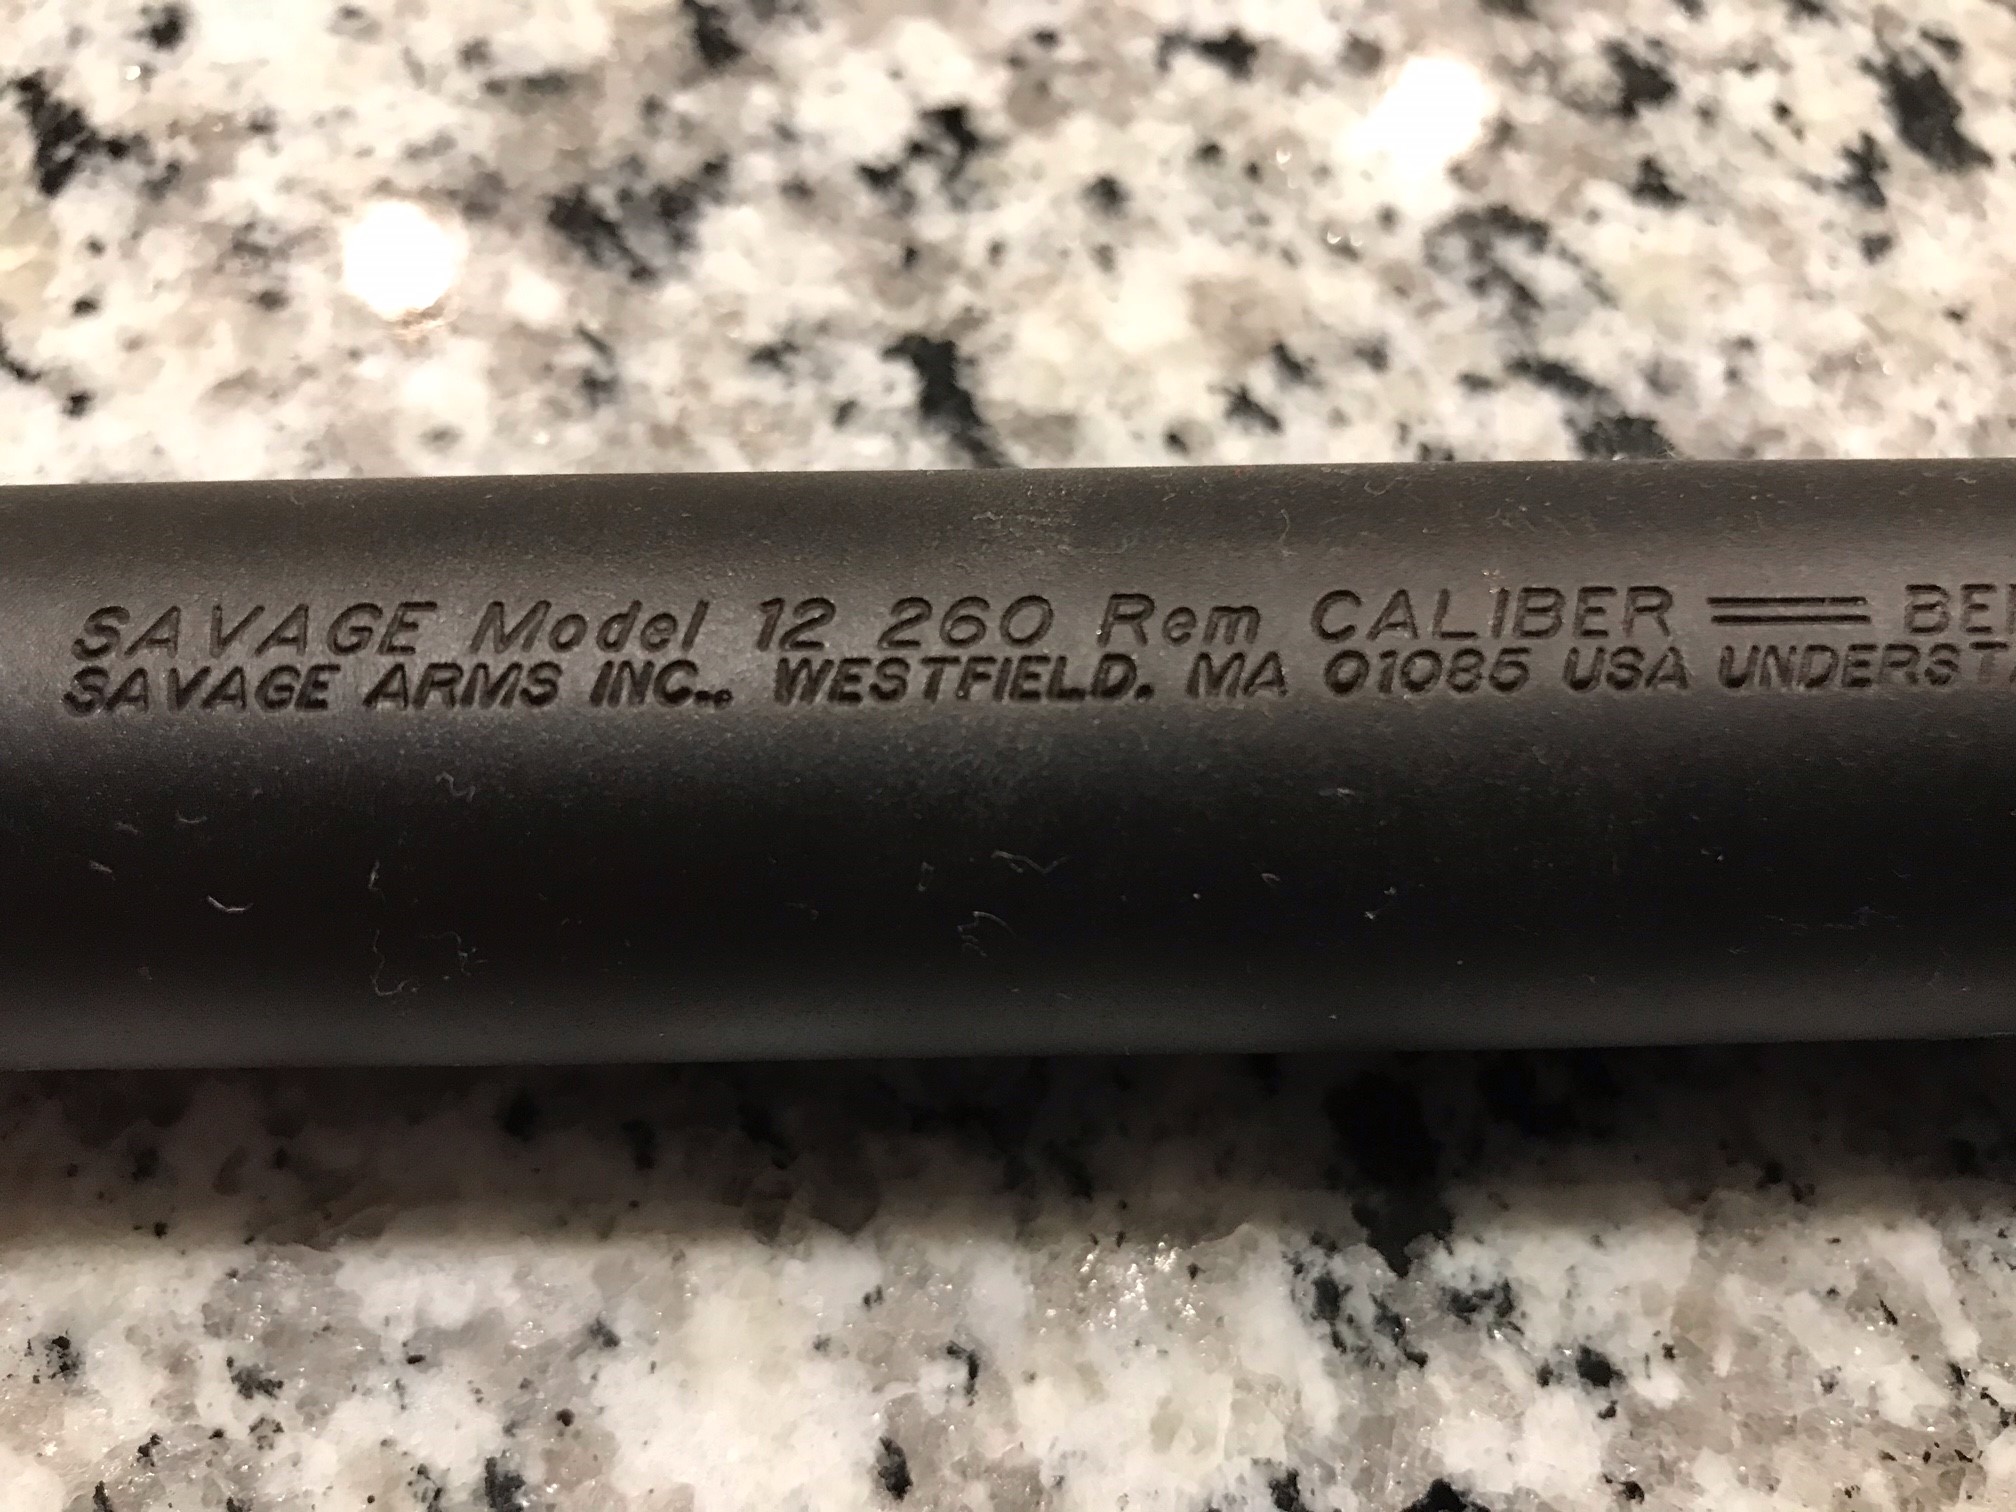 SAVAGE Model 12 260 Rem CALIBER
SAVAGE ARMS INC., WESTFIELD, MA 01085 USA